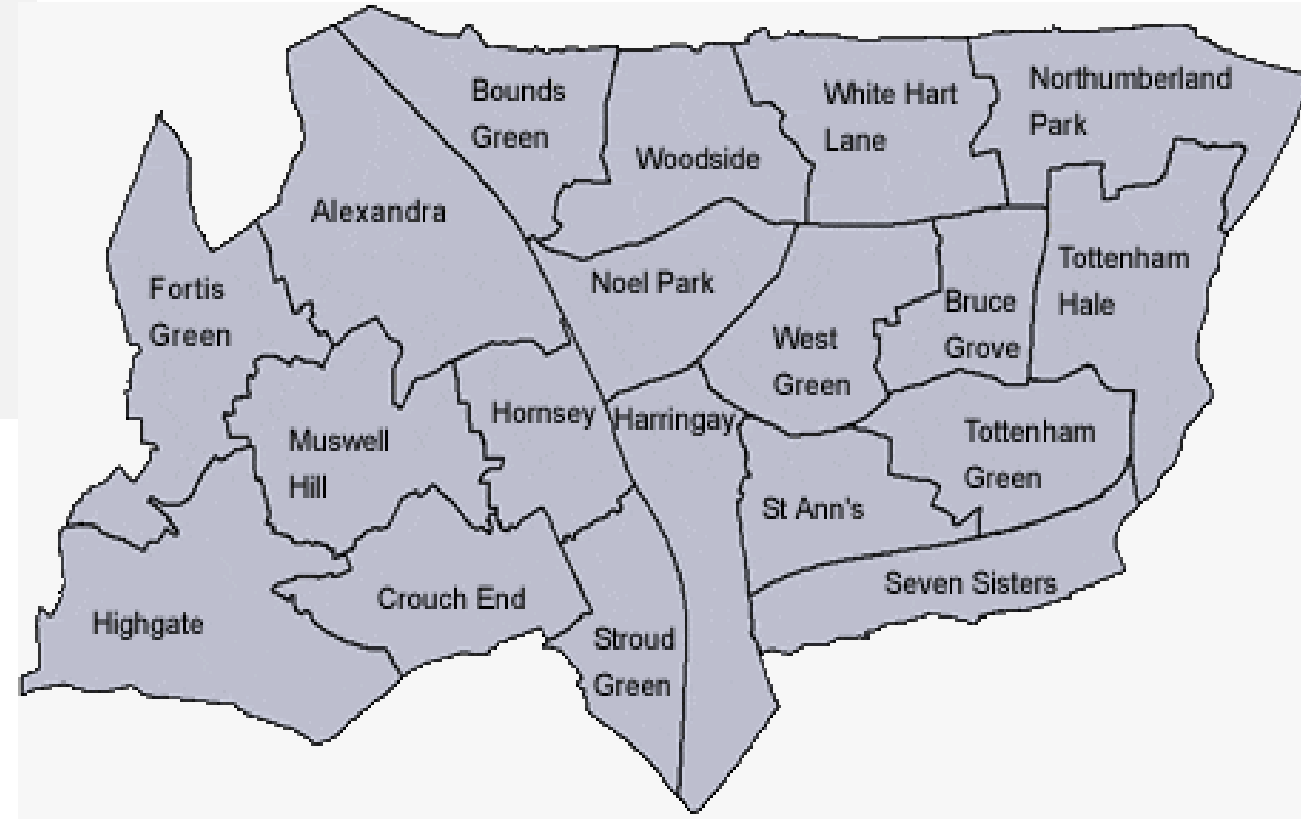 Bounds
Green
White Hart
Lane
Northumberland
Park
Woodside
Alexandra
Fortis
Green
Noel Park
Tottenham
Hale
Bruce
Grove
West
Green
Hornsey
Harringay
Muswell
Hill
Tottenham
Green
St Ann's
Seven Sisters
Crouch End
Highgate
Stroud
Green